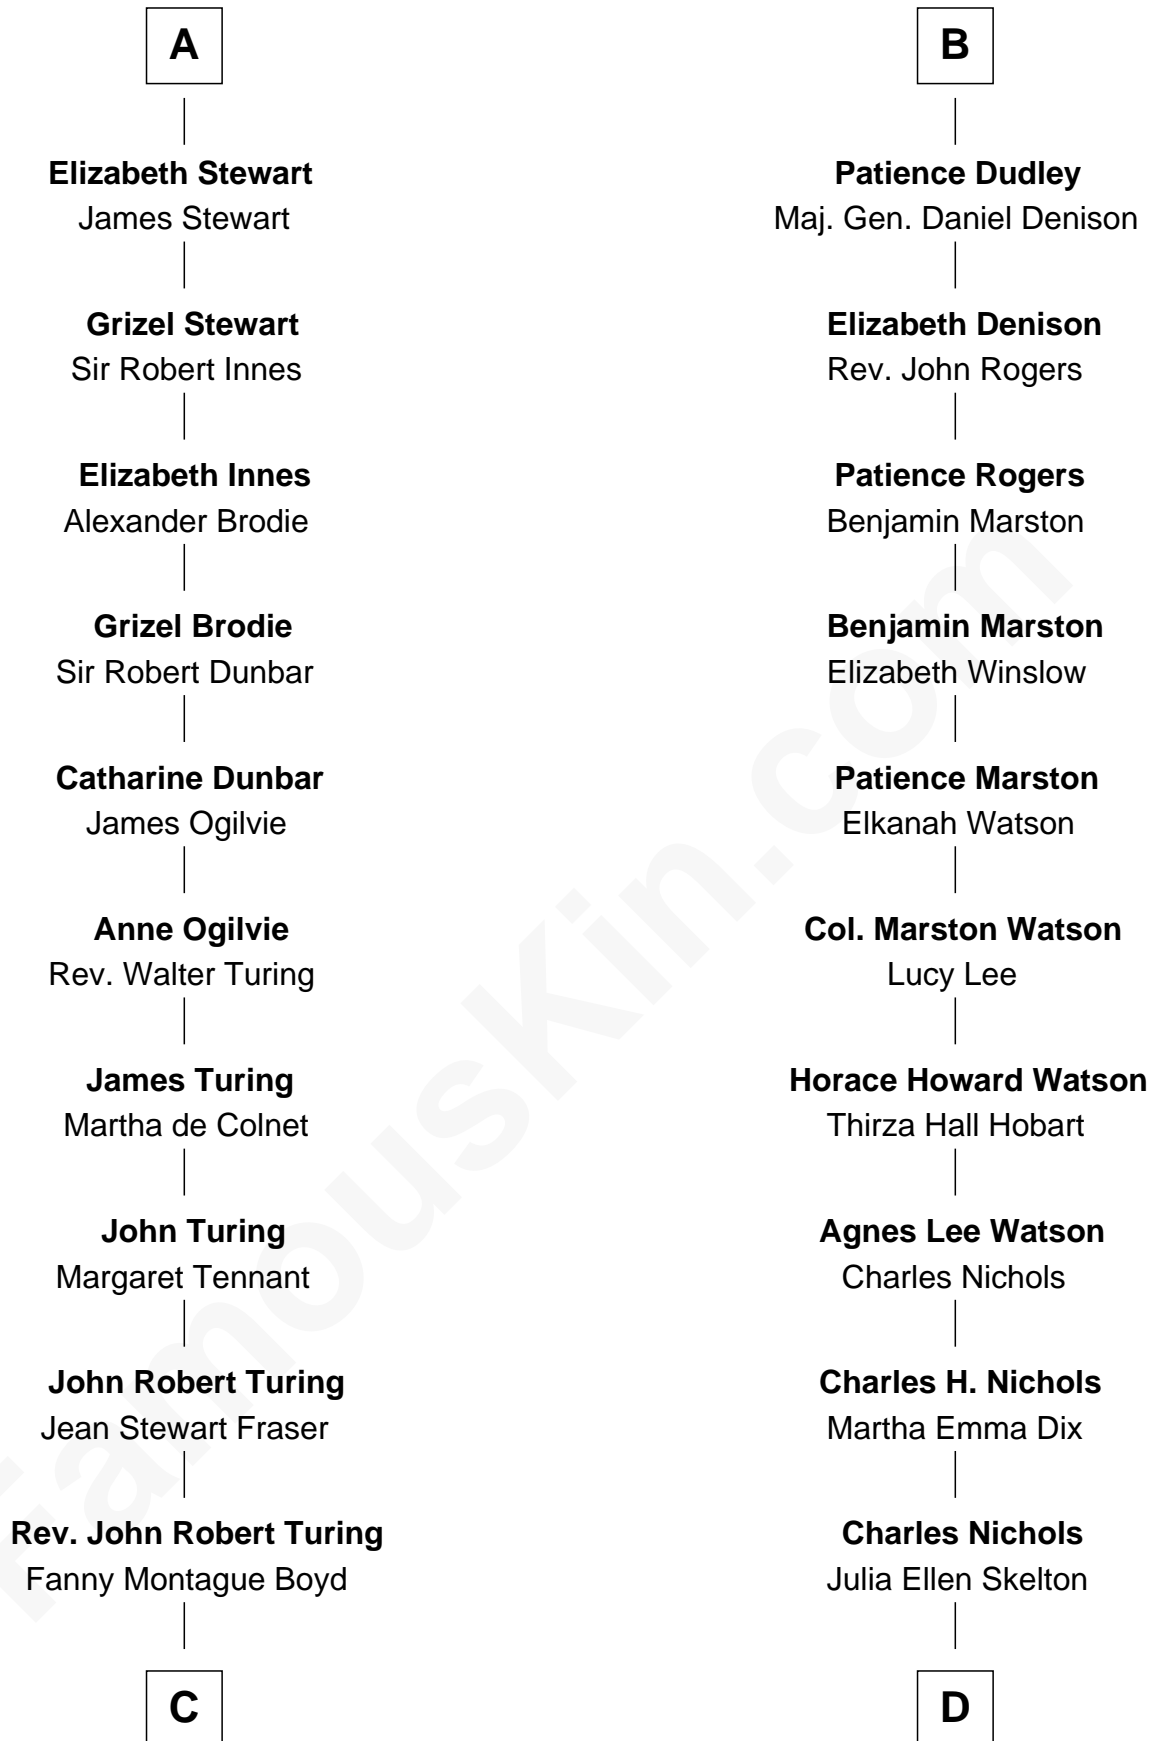 A
Elizabeth Stewart
James Stewart
Grizel Stewart
Sir Robert Innes
Elizabeth Innes
Alexander Brodie
Grizel Brodie
Sir Robert Dunbar
Catharine Dunbar
James Ogilvie
Anne Ogilvie
Rev. Walter Turing
James Turing
Martha de Colnet
John Turing
Margaret Tennant
John Robert Turing
Jean Stewart Fraser
Rev. John Robert Turing
Fanny Montague Boyd
C
B
Patience Dudley
Maj. Gen. Daniel Denison
Elizabeth Denison
Rev. John Rogers
Patience Rogers
Benjamin Marston
Benjamin Marston
Elizabeth Winslow
Patience Marston
Elkanah Watson
Col. Marston Watson
Lucy Lee
Horace Howard Watson
Thirza Hall Hobart
Agnes Lee Watson
Charles Nichols
Charles H. Nichols
Martha Emma Dix
Charles Nichols
Julia Ellen Skelton
D
FamousKin.com